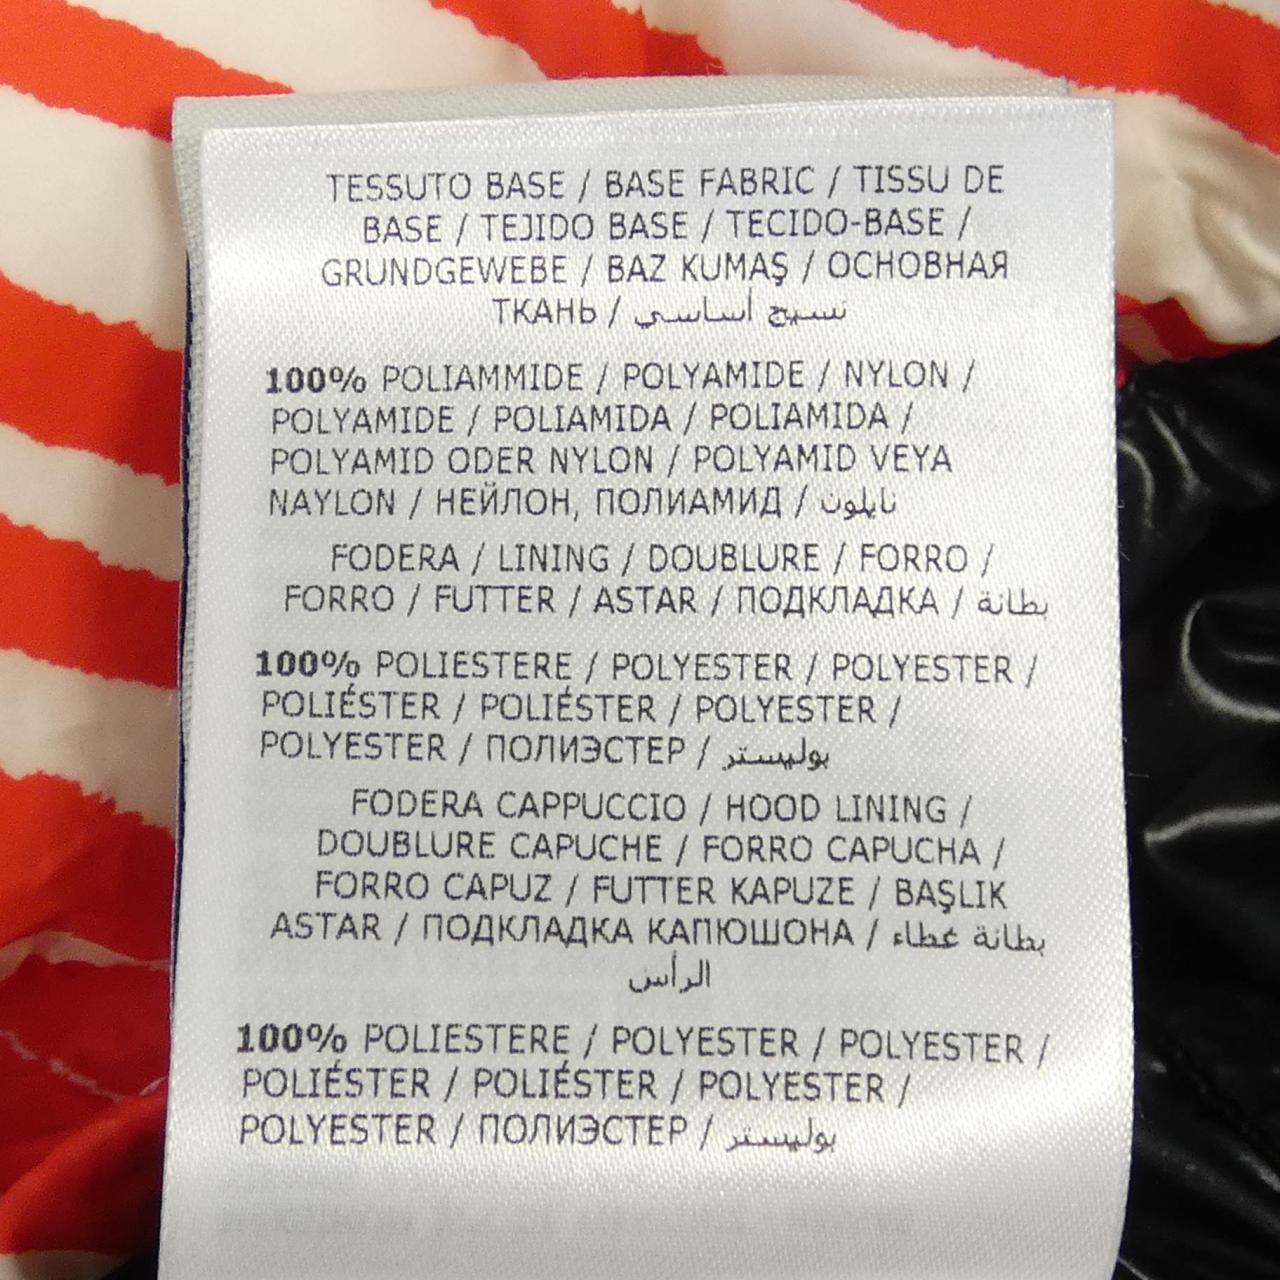 TESSUTO BASE / BASE FABRIC / TISSU DE
BASE / TEJIDO BASE / TECIDO-BASE /
GRUNDGEWEBE / BAZ KUMAŞ / ОСНОВНАЯ
ТКАНЬ / نسيج أساسي
100% POLIAMMIDE / POLYAMIDE / NYLON /
POLYAMIDE / POLIAMIDA / POLIAMIDA /
POLYAMID ODER NYLON / POLYAMID VEYA
NAYLON / НЕЙЛОН, ПОЛИАМИД / نايلون
FODERA / LINING / DOUBLURE / FORRO /
FORRO / FUTTER / ASTAR / ПОДКЛАДКА / بطانة
100% POLIESTERE / POLYESTER / POLYESTER /
POLIÉSTER / POLIÉSTER / POLYESTER /
POLYESTER / ПОЛИЭСТЕР / بوليستر
FODERA CAPPUCCIO / HOOD LINING /
DOUBLURE CAPUCHE / FORRO CAPUCHA /
FORRO CAPUZ / FUTTER KAPUZE / BAŞLIK
ASTAR / ПОДКЛАДКА КАПЮШОНА / بطانة غطاء
الرأس
100% POLIESTERE / POLYESTER / POLYESTER /
POLIÉSTER / POLIÉSTER / POLYESTER /
POLYESTER / ПОЛИЭСТЕР / بوليستر